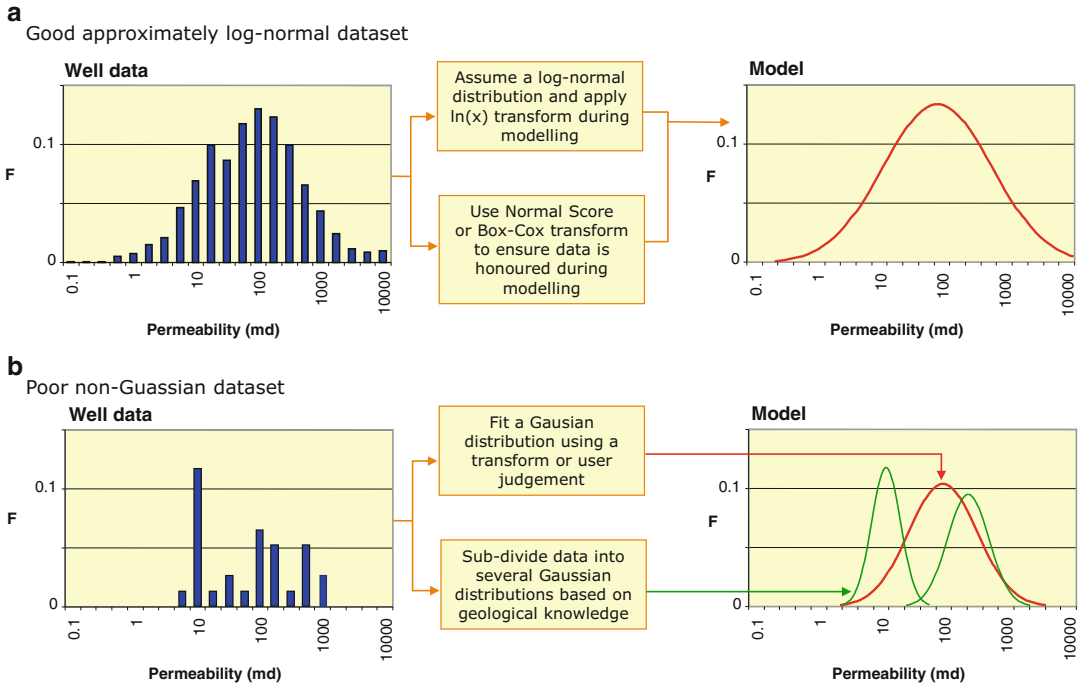 a
Good approximately log-normal dataset
Well data
0.1
F
0
0.1
1
10
100
1000
10000
Permeability (md)
Assume a log-normal
distribution and apply
ln(x) transform during
modelling
Use Normal Score
or Box-Cox transform
to ensure data is
honoured during
modelling
Model
0.1
F
0
0.1
1
10
100
1000
10000
Permeability (md)
b
Poor non-Guassian dataset
Well data
0.1
F
0
0.1
1
10
100
1000
10000
Permeability (md)
Fit a Gausian
distribution using a
transform or user
judgement
Sub-divide data into
several Gaussian
distributions based on
geological knowledge
Model
0.1
F
0
0.1
1
10
100
1000
10000
Permeability (md)